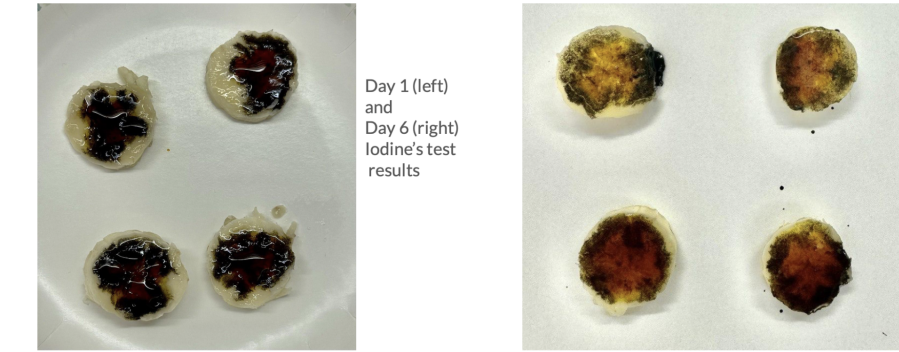 Day 1 (left)
and
Day 6 (right)
Iodine's test
results